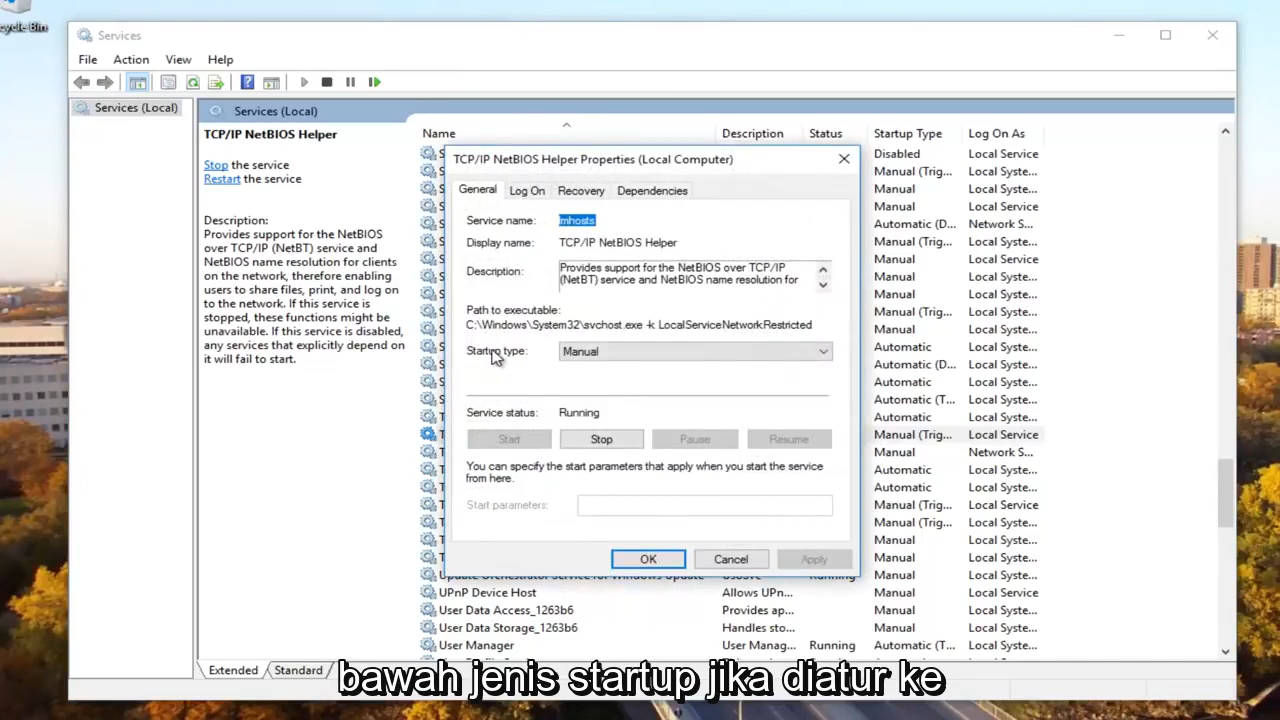 cycle Bin
Services
File Action View Help
Services (Local)
Services (Local)
TCP/IP NetBIOS Helper
Stop the service
Restart the service
Description:
Provides support for the NetBIOS
over TCP/IP (NetBT) service and
NetBIOS name resolution for clients
on the network, therefore enabling
users to share files, print, and log on
to the network. If this service is
stopped, these functions might be
unavailable. If this service is disabled,
any services that explicitly depend on
it will fail to start.
Name Description Status Startup Type Log On As
Disabled Local Service
Manual (Trig... Local Syste...
Manual Local Syste...
Manual Local Service
Automatic (D... Network S...
Manual (Trig... Local Syste...
Manual Local Syste...
Manual (Trig... Local Syste...
Manual Local Syste...
Manual (Trig... Local Syste...
Manual Local Syste...
Automatic Local Syste...
Automatic (D... Local Syste...
Automatic Local Syste...
Automatic (T... Local Syste...
Automatic Local Syste...
Manual (Trig... Local Service
Manual Network S...
Automatic Local Syste...
Automatic Local Syste...
Manual (Trig... Local Service
Manual (Trig... Local Syste...
Manual Local Syste...
Manual Local Syste...
Update Orchestrator Service for Windows Update UsoSvc Running Manual Local Syste...
UPnP Device Host Allows UPn... Manual Local Service
User Data Access_1263b6 Provides ap... Manual Local Syste...
User Data Storage_1263b6 Handles sto... Manual Local Syste...
User Manager User Manag... Running Automatic (T... Local Syste...
TCP/IP NetBIOS Helper Properties (Local Computer)
General Log On Recovery Dependencies
Service name: lmhosts
Display name: TCP/IP NetBIOS Helper
Description: Provides support for the NetBIOS over TCP/IP
(NetBT) service and NetBIOS name resolution for
Path to executable:
C:\Windows\System32\svchost.exe -k LocalServiceNetworkRestricted
Startup type: Manual
Service status: Running
Start Stop Pause Resume
You can specify the start parameters that apply when you start the service
from here.
Start parameters:
OK Cancel Apply
Extended Standard
bawah jenis startup jika diatur ke